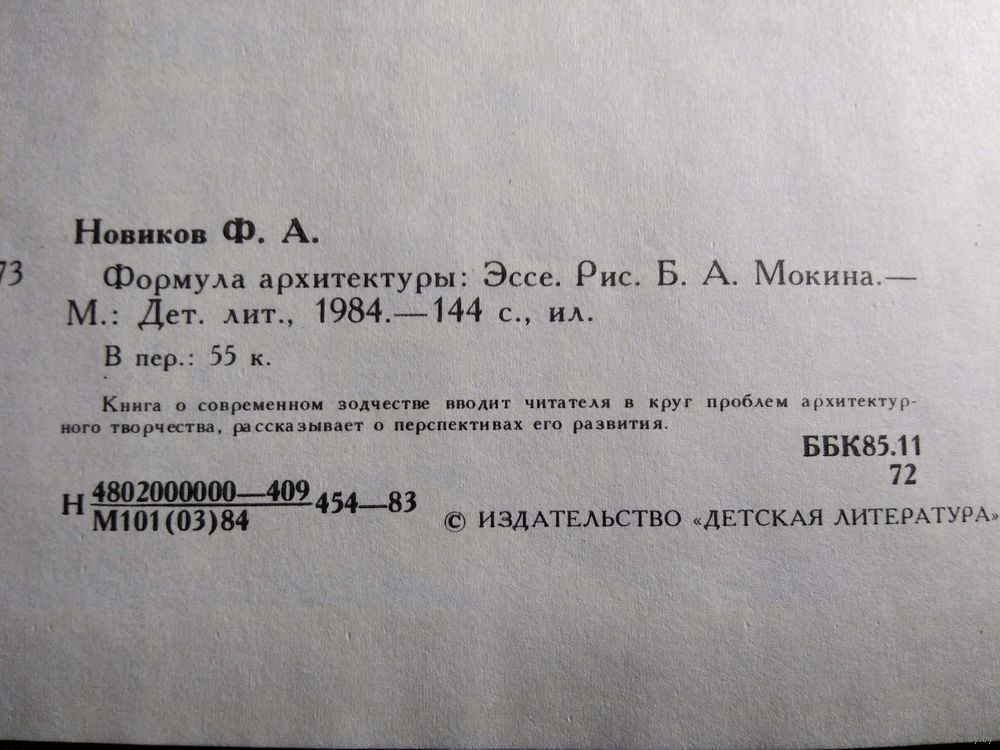 Новиков Ф. А.
73
Формула архитектуры: Эссе. Рис. Б. А. Мокина.—
М.: Дет. лит., 1984.—144 с., ил.
В пер.: 55 к.
Книга о современном зодчестве вводит читателя в круг проблем архитектур-
ного творчества, рассказывает о перспективах его развития.
ББК85.11
72
Н 4802000000—409 454—83
М101(03)84
© ИЗДАТЕЛЬСТВО «ДЕТСКАЯ ЛИТЕРАТУРА»